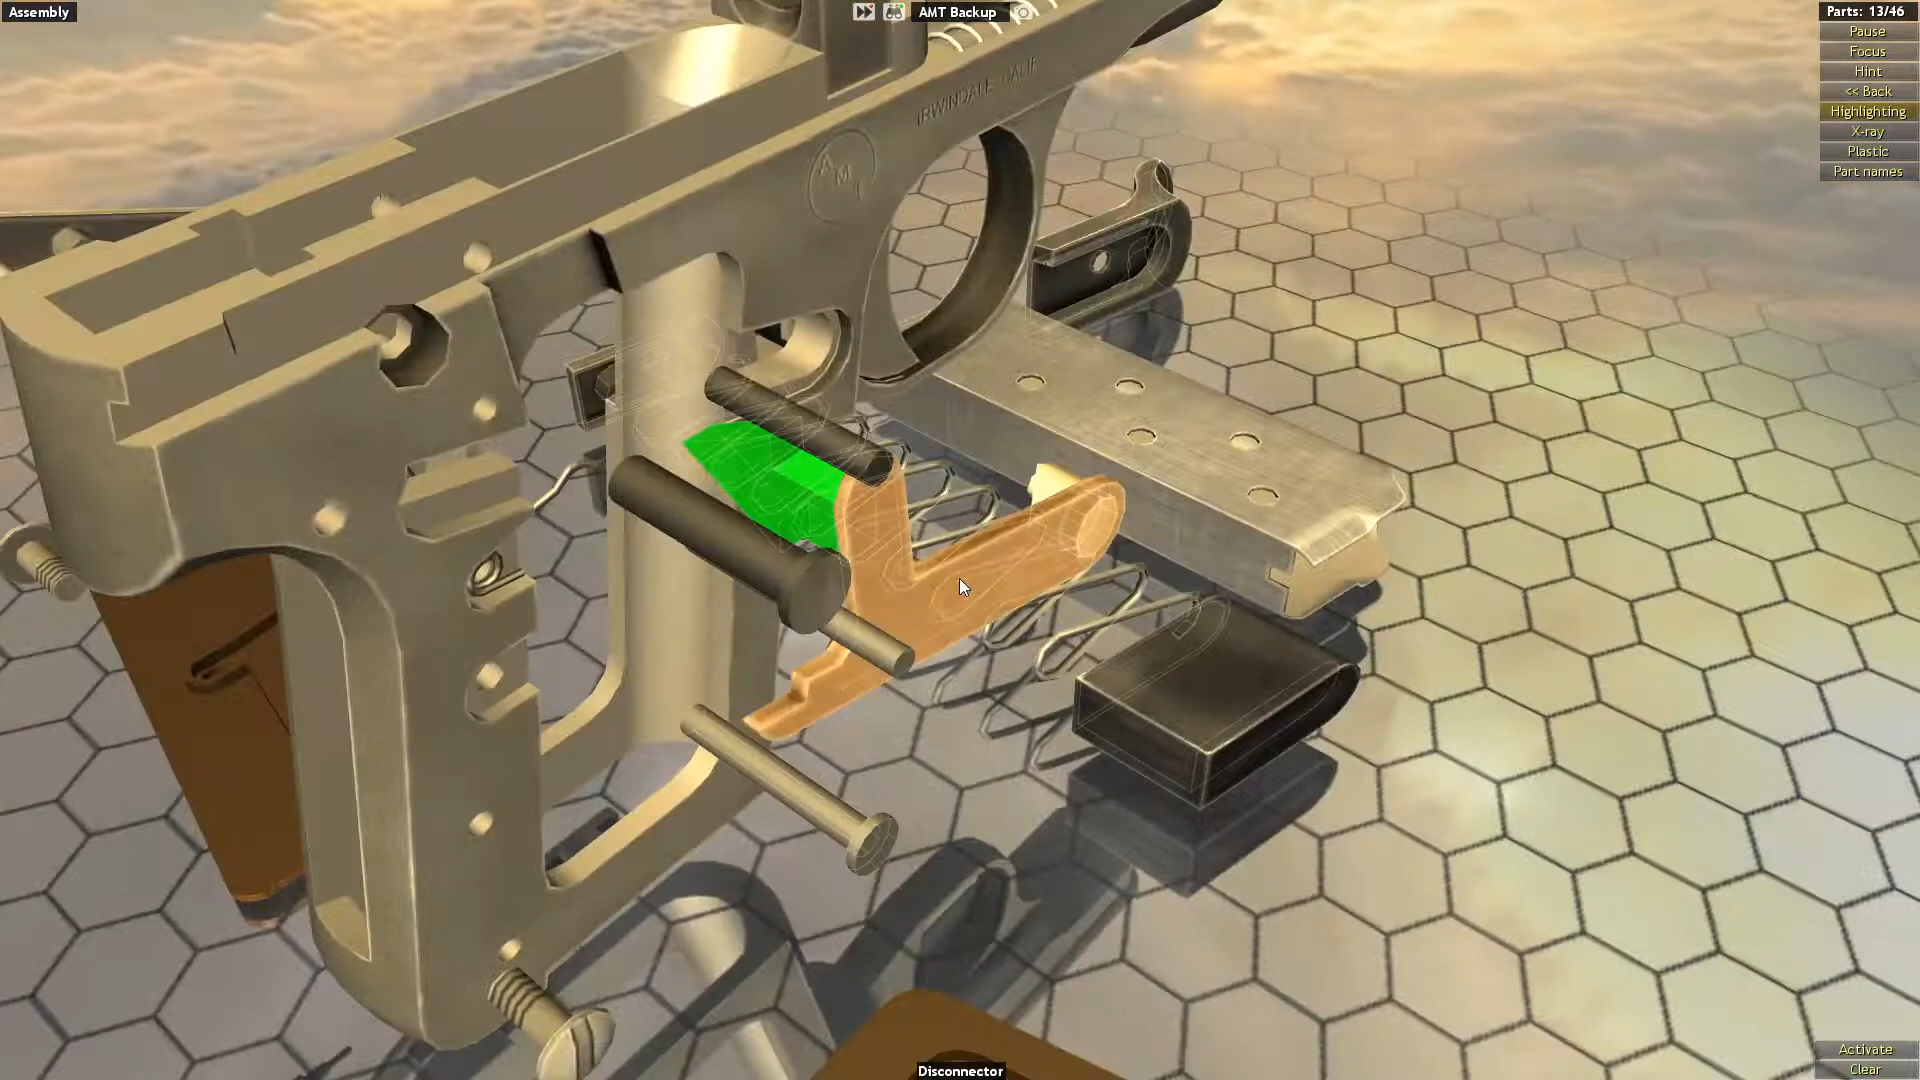 Assembly
AMT Backup
Parts: 13/46
Pause
Focus
Hint
<< Back
Highlighting
X-ray
Plastic
Part names
IRWINDALE CALIF
AMT
Disconnector
Activate
Clear